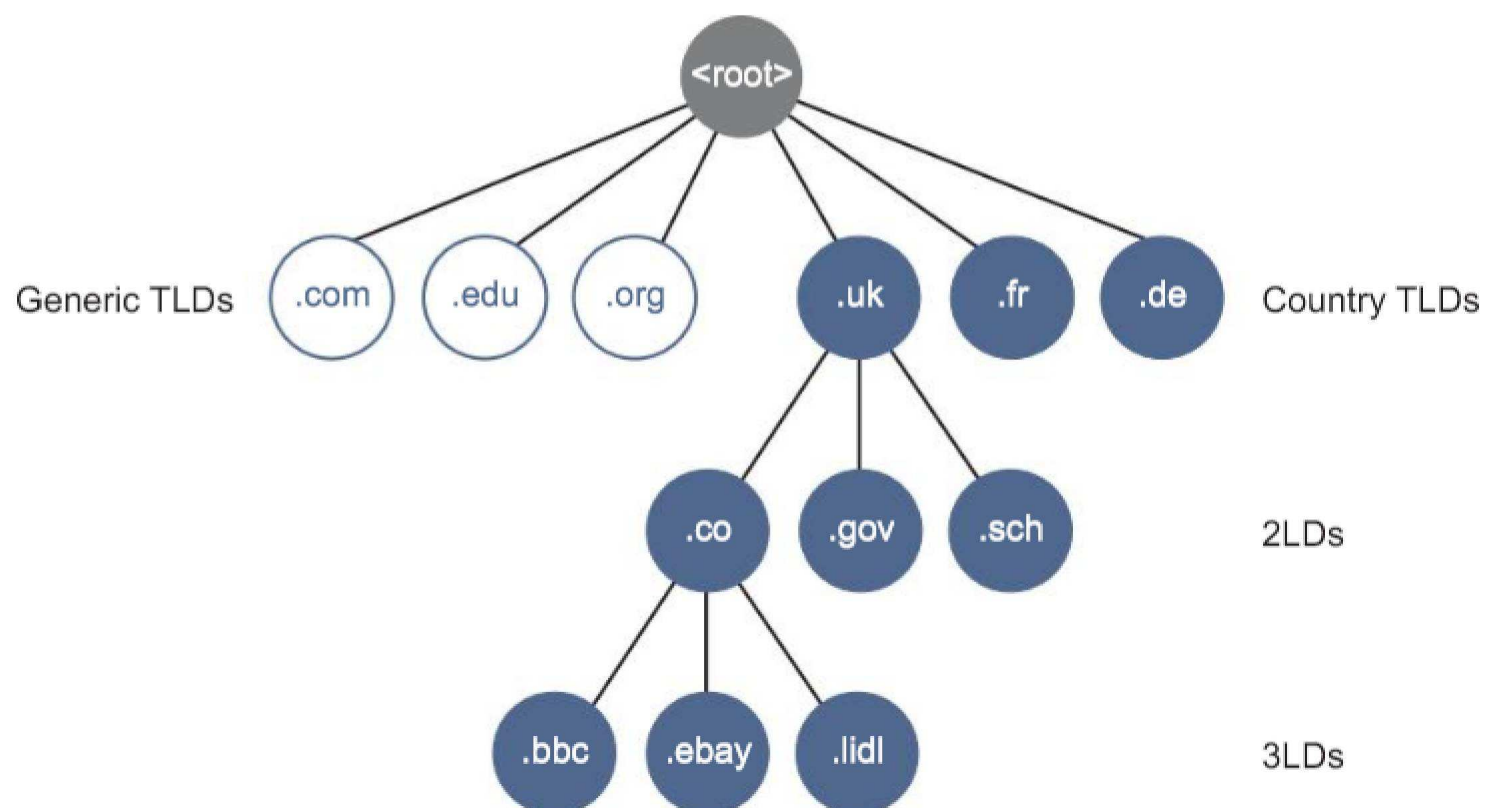 <root>
Generic TLDs .com .edu .org .uk .fr .de Country TLDs
.co .gov .sch 2LDs
.bbc .ebay .lidl 3LDs